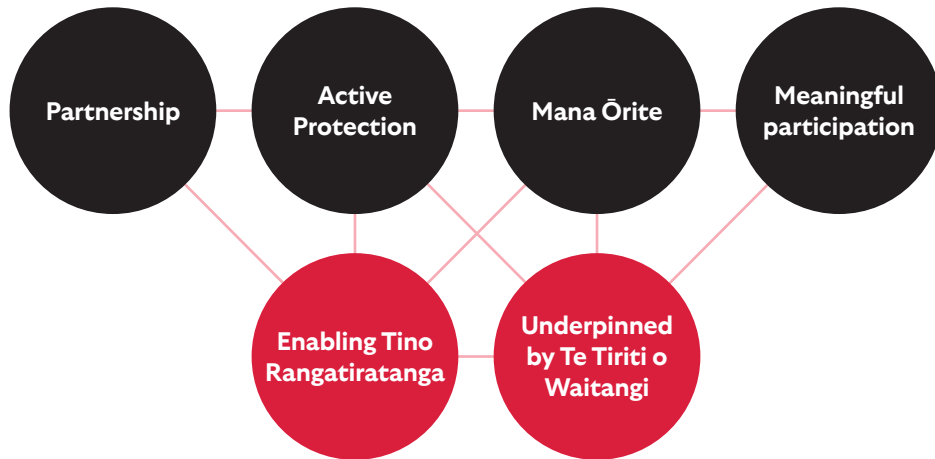 Partnership
Active
Protection
Mana Ōrite
Meaningful
participation
Enabling Tino
Rangatiratanga
Underpinned
by Te Tiriti o
Waitangi